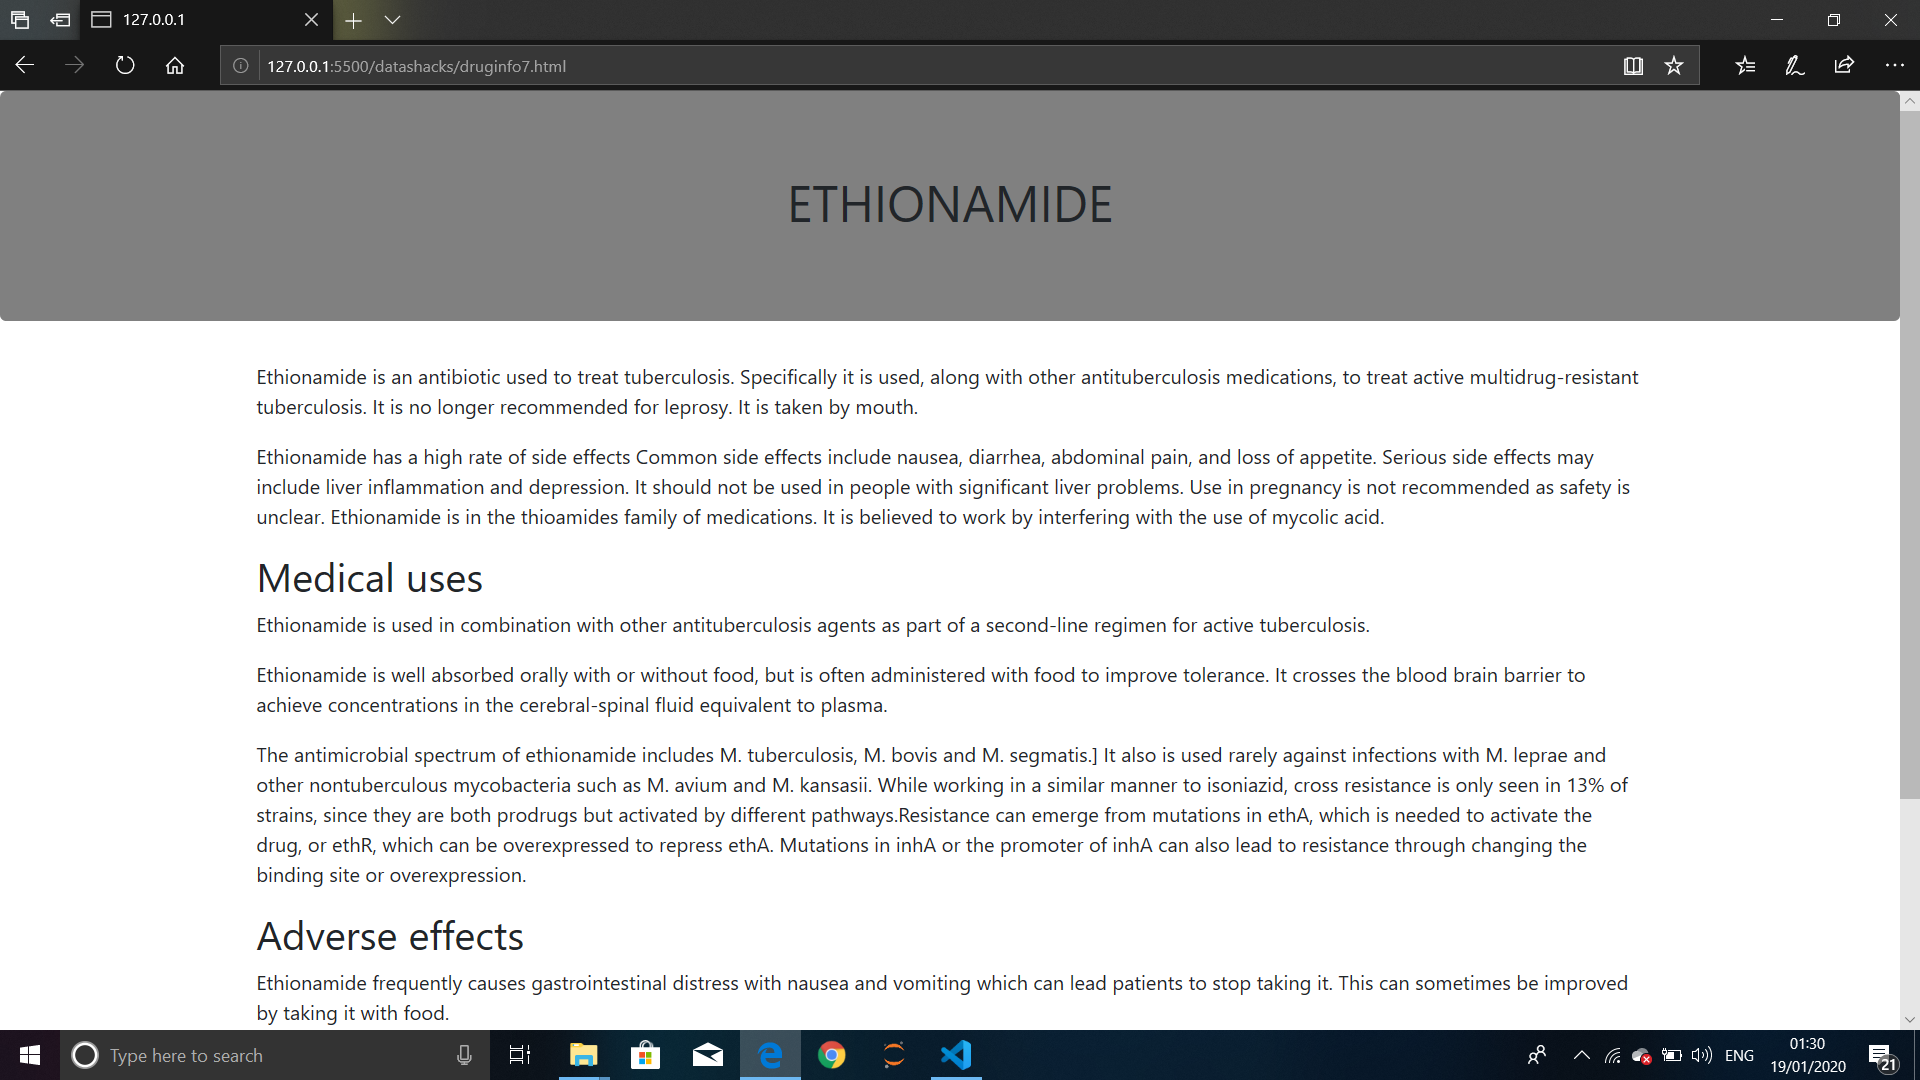 127.0.0.1
127.0.0.1:5500/datashacks/druginfo7.html
ETHIONAMIDE
Ethionamide is an antibiotic used to treat tuberculosis. Specifically it is used, along with other antituberculosis medications, to treat active multidrug-resistant
tuberculosis. It is no longer recommended for leprosy. It is taken by mouth.
Ethionamide has a high rate of side effects Common side effects include nausea, diarrhea, abdominal pain, and loss of appetite. Serious side effects may
include liver inflammation and depression. It should not be used in people with significant liver problems. Use in pregnancy is not recommended as safety is
unclear. Ethionamide is in the thioamides family of medications. It is believed to work by interfering with the use of mycolic acid.
Medical uses
Ethionamide is used in combination with other antituberculosis agents as part of a second-line regimen for active tuberculosis.
Ethionamide is well absorbed orally with or without food, but is often administered with food to improve tolerance. It crosses the blood brain barrier to
achieve concentrations in the cerebral-spinal fluid equivalent to plasma.
The antimicrobial spectrum of ethionamide includes M. tuberculosis, M. bovis and M. segmatis.] It also is used rarely against infections with M. leprae and
other nontuberculous mycobacteria such as M. avium and M. kansasii. While working in a similar manner to isoniazid, cross resistance is only seen in 13% of
strains, since they are both prodrugs but activated by different pathways.Resistance can emerge from mutations in ethA, which is needed to activate the
drug, or ethR, which can be overexpressed to repress ethA. Mutations in inhA or the promoter of inhA can also lead to resistance through changing the
binding site or overexpression.
Adverse effects
Ethionamide frequently causes gastrointestinal distress with nausea and vomiting which can lead patients to stop taking it. This can sometimes be improved
by taking it with food.
Type here to search
ENG
01:30
19/01/2020
21